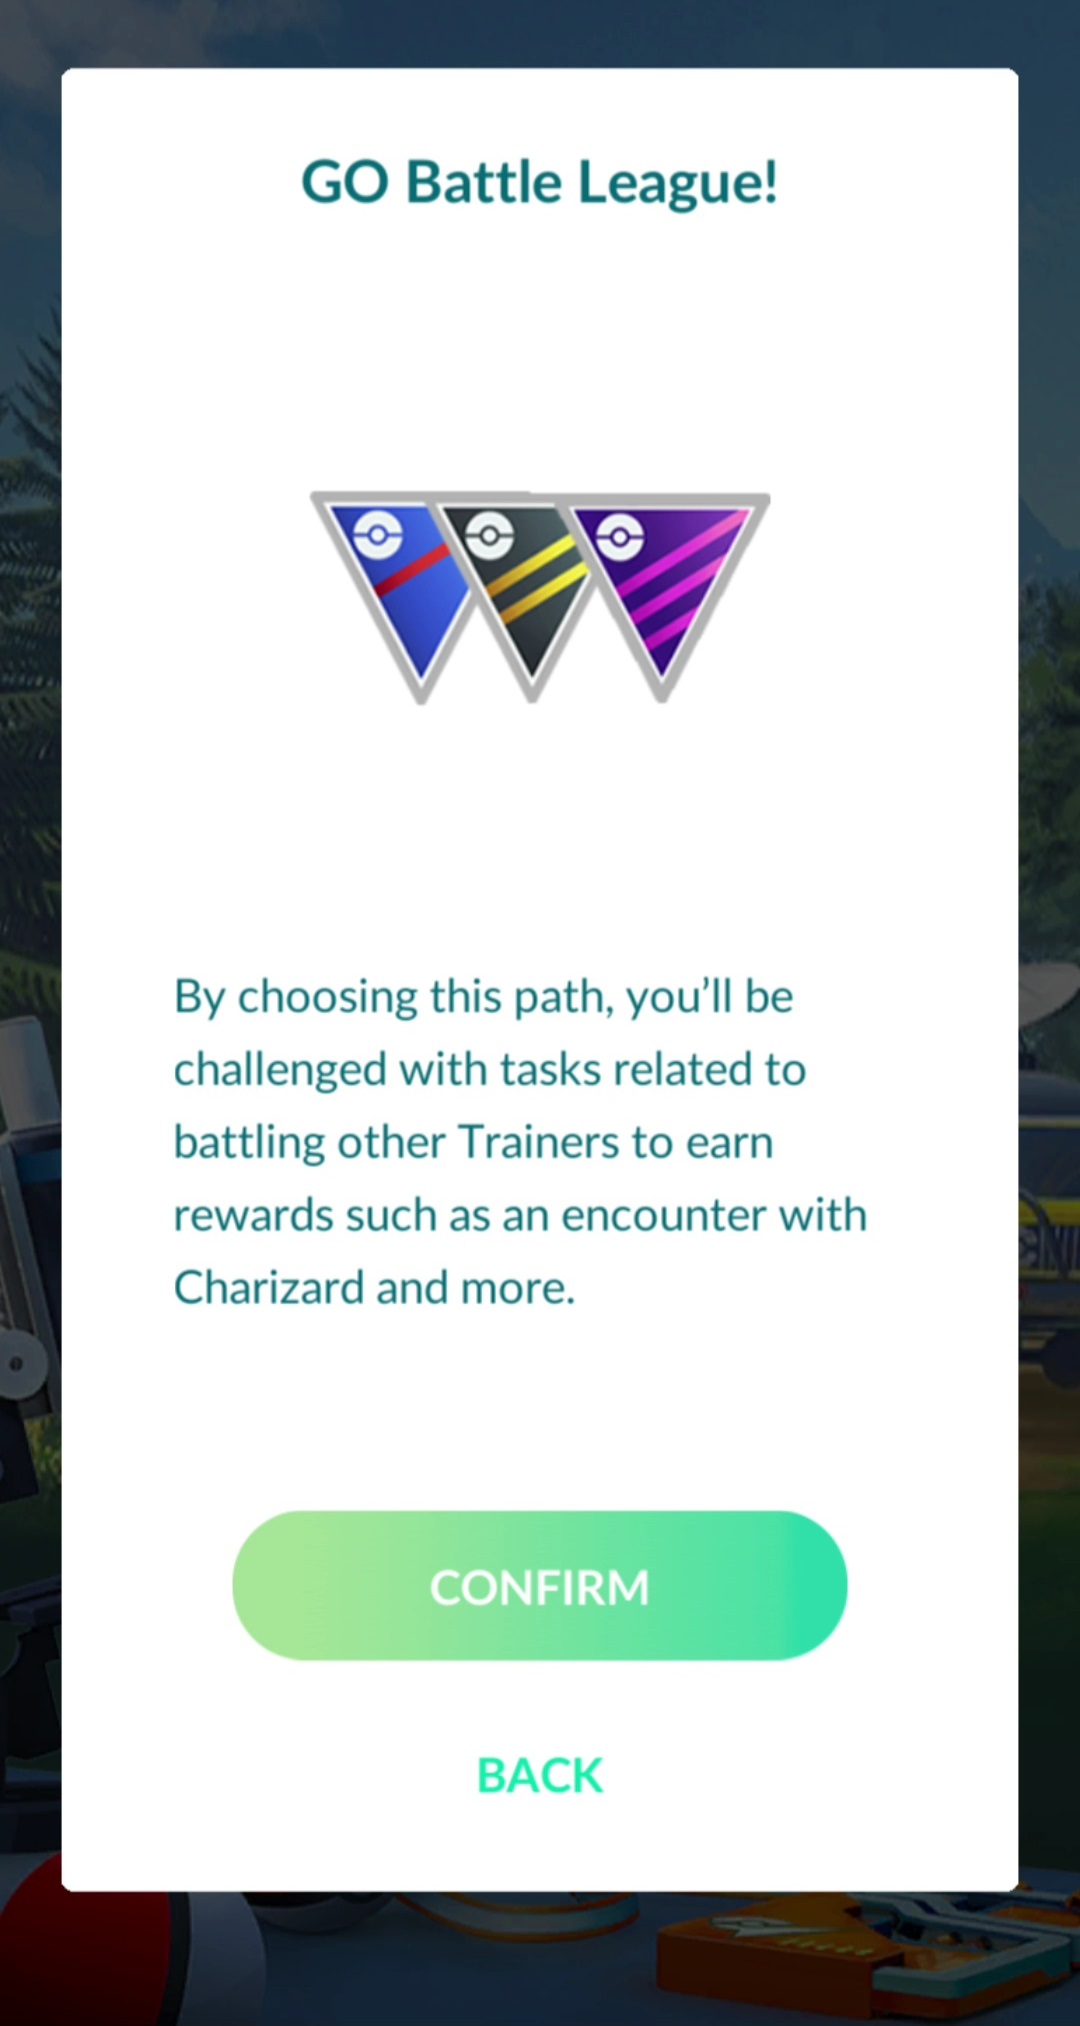 GO Battle League!
By choosing this path, you’ll be
challenged with tasks related to
battling other Trainers to earn
rewards such as an encounter with
Charizard and more.
CONFIRM
BACK